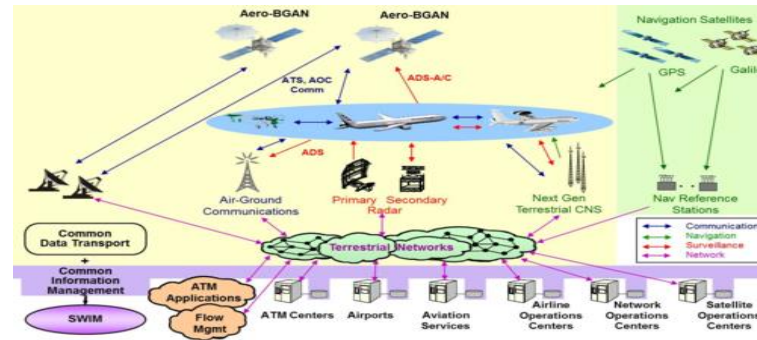 Aero-BGAN
Aero-BGAN
Navigation Satellites
GPS
Galil
ATS, AOC
Comm
ADS-A/C
ADS
Air-Ground
Communications
Primary Secondary
Radar
Next Gen
Terrestrial CNS
Nav Reference
Stations
Common
Data Transport
+
Common
Information
Management
SWIM
Terrestrial Networks
Communication
Navigation
Surveillance
Network
ATM
Applications
Flow
Mgmt
ATM Centers
Airports
Aviation
Services
Airline
Operations
Centers
Network
Operations
Centers
Satellite
Operations
Centers